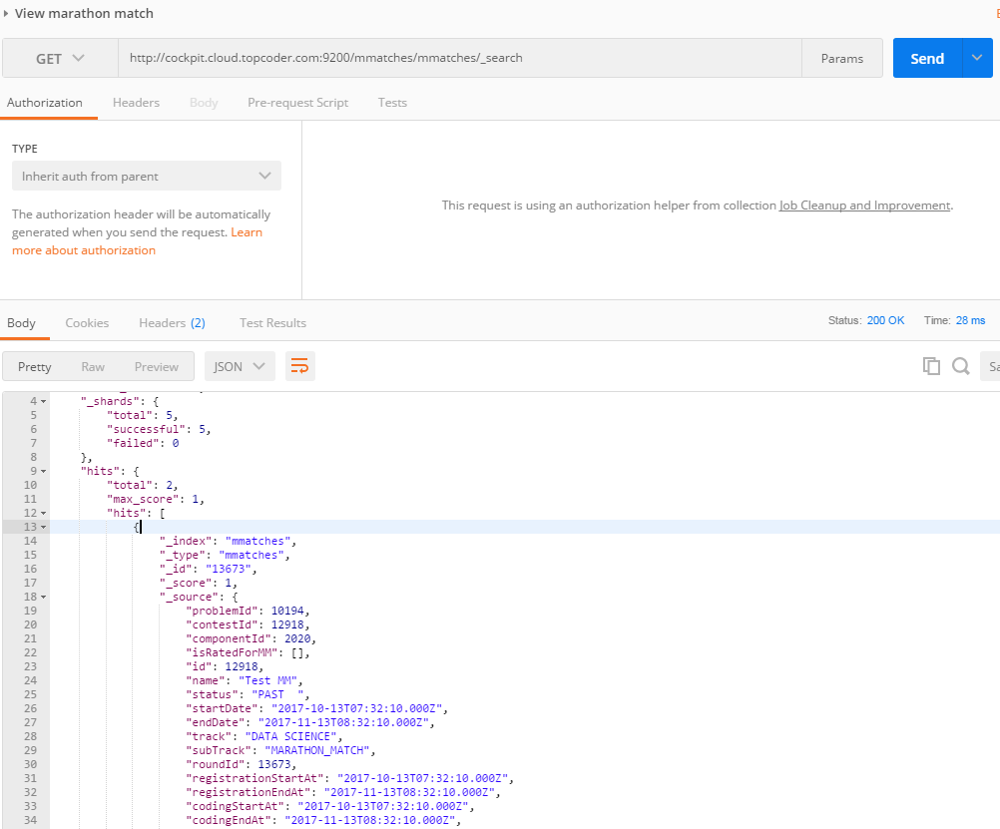 View marathon match
GET http://cockpit.cloud.topcoder.com:9200/mmatches/mmatches/_search Params Send
Authorization Headers Body Pre-request Script Tests
TYPE
Inherit auth from parent
The authorization header will be automatically
generated when you send the request. Learn
more about authorization
This request is using an authorization helper from collection Job Cleanup and Improvement.
Body Cookies Headers (2) Test Results Status: 200 OK Time: 28 ms
Pretty Raw Preview JSON Sa
4 "_shards": {
5 "total": 5,
6 "successful": 5,
7 "failed": 0
8 },
9 "hits": {
10 "total": 2,
11 "max_score": 1,
12 "hits": [
13 {
14 "_index": "mmatches",
15 "_type": "mmatches",
16 "_id": "13673",
17 "_score": 1,
18 "_source": {
19 "problemId": 10194,
20 "contestId": 12918,
21 "componentId": 2020,
22 "isRatedForMM": [],
23 "id": 12918,
24 "name": "Test MM",
25 "status": "PAST  ",
26 "startDate": "2017-10-13T07:32:10.000Z",
27 "endDate": "2017-11-13T08:32:10.000Z",
28 "track": "DATA SCIENCE",
29 "subTrack": "MARATHON_MATCH",
30 "roundId": 13673,
31 "registrationStartAt": "2017-10-13T07:32:10.000Z",
32 "registrationEndAt": "2017-11-13T08:32:10.000Z",
33 "codingStartAt": "2017-10-13T07:32:10.000Z",
34 "codingEndAt": "2017-11-13T08:32:10.000Z",